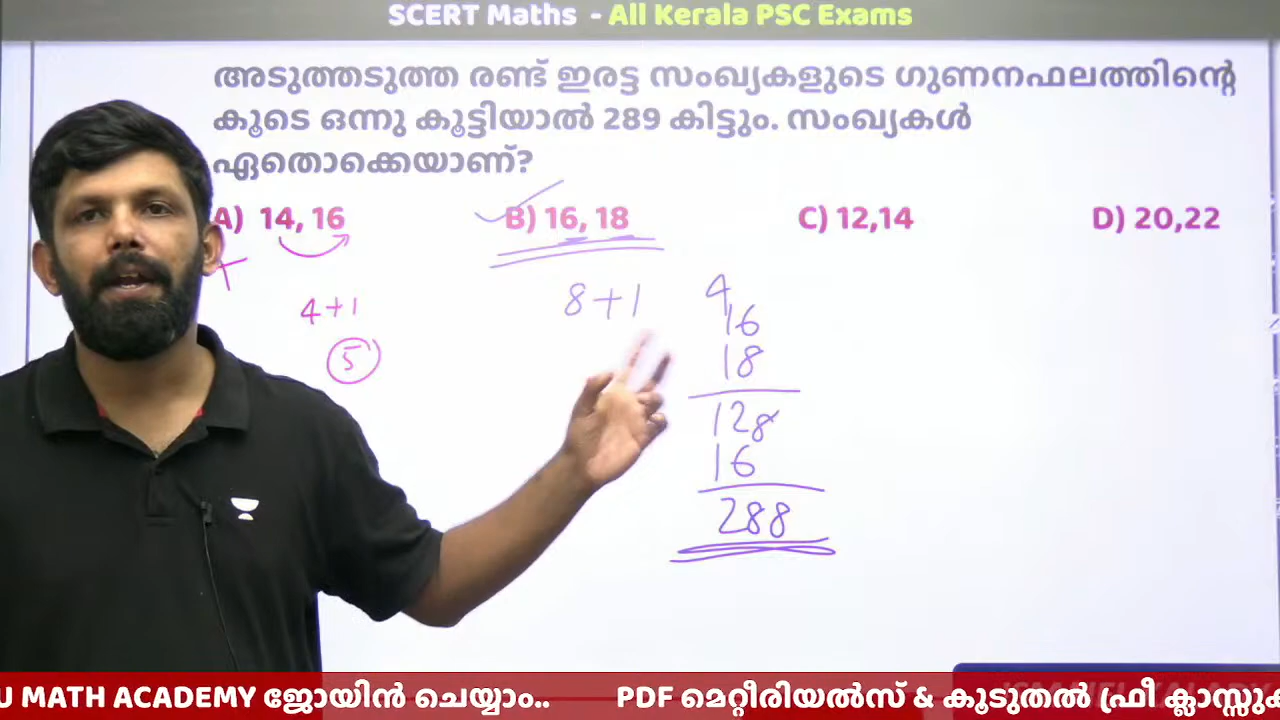 SCERT Maths - All Kerala PSC Exams
അടുത്തടുത്ത രണ്ട് ഇരട്ട സംഖ്യകളുടെ ഗുണനഫലത്തിന്റെ
കൂടെ ഒന്നു കൂട്ടിയാൽ 289 കിട്ടും. സംഖ്യകൾ
ഏതൊക്കെയാണ്?
A) 14, 16 B) 16, 18 C) 12,14 D) 20,22
4+1
5
8+1
4
16
18
128
16
288
U MATH ACADEMY ജോയിൻ ചെയ്യാം.. PDF മെറ്റീരിയൽസ് & കൂടുതൽ ഫ്രീ